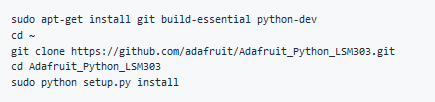 sudo apt-get install git build-essential python-dev
cd ~
git clone https://github.com/adafruit/Adafruit_Python_LSM303.git
cd Adafruit_Python_LSM303
sudo python setup.py install